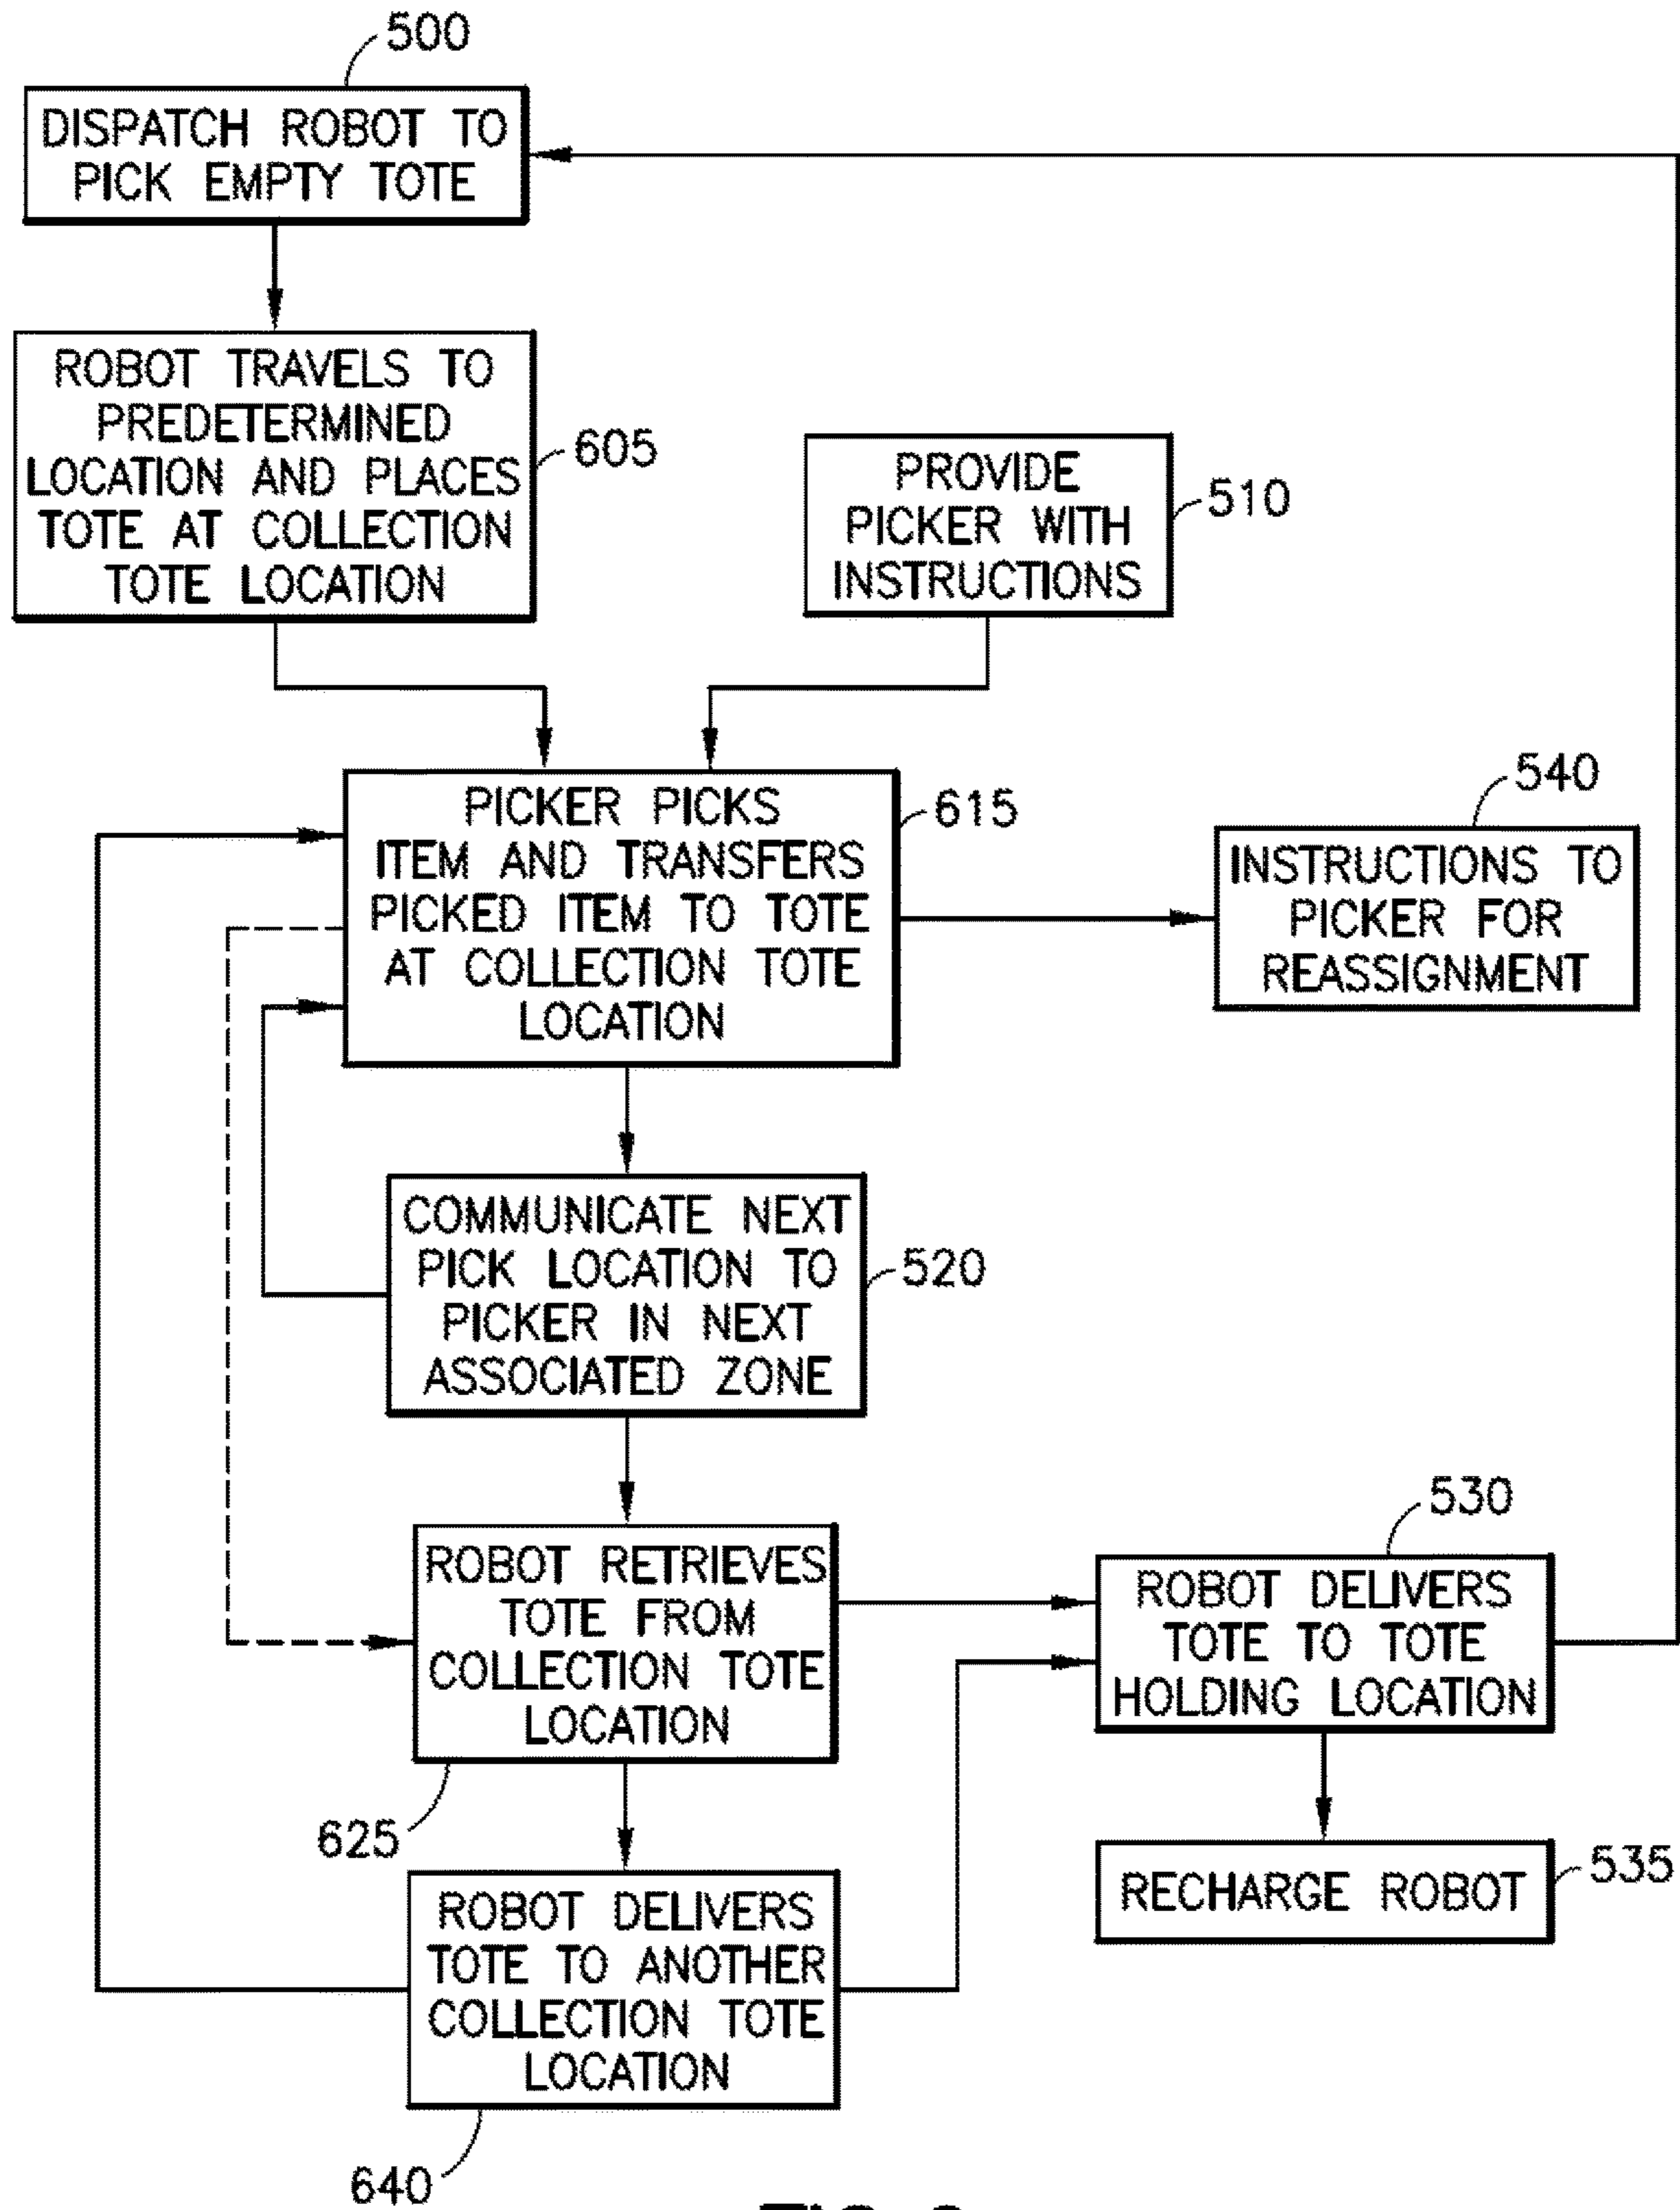 500
DISPATCH ROBOT TO
PICK EMPTY TOTE
ROBOT TRAVELS TO
PREDETERMINED
LOCATION AND PLACES
TOTE AT COLLECTION
TOTE LOCATION
605
PROVIDE
PICKER WITH
INSTRUCTIONS
510
PICKER PICKS
ITEM AND TRANSFERS
PICKED ITEM TO TOTE
AT COLLECTION TOTE
LOCATION
615
540
INSTRUCTIONS TO
PICKER FOR
REASSIGNMENT
COMMUNICATE NEXT
PICK LOCATION TO
PICKER IN NEXT
ASSOCIATED ZONE
520
ROBOT RETRIEVES
TOTE FROM
COLLECTION TOTE
LOCATION
625
530
ROBOT DELIVERS
TOTE TO TOTE
HOLDING LOCATION
RECHARGE ROBOT
535
ROBOT DELIVERS
TOTE TO ANOTHER
COLLECTION TOTE
LOCATION
640